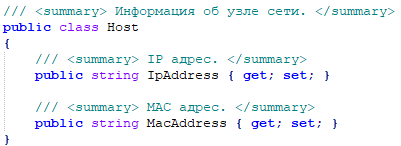 /// <summary> Информация об узле сети. </summary>
public class Host
{
/// <summary> IP адрес. </summary>
public string IpAddress { get; set; }
/// <summary> MAC адрес. </summary>
public string MacAddress { get; set; }
}